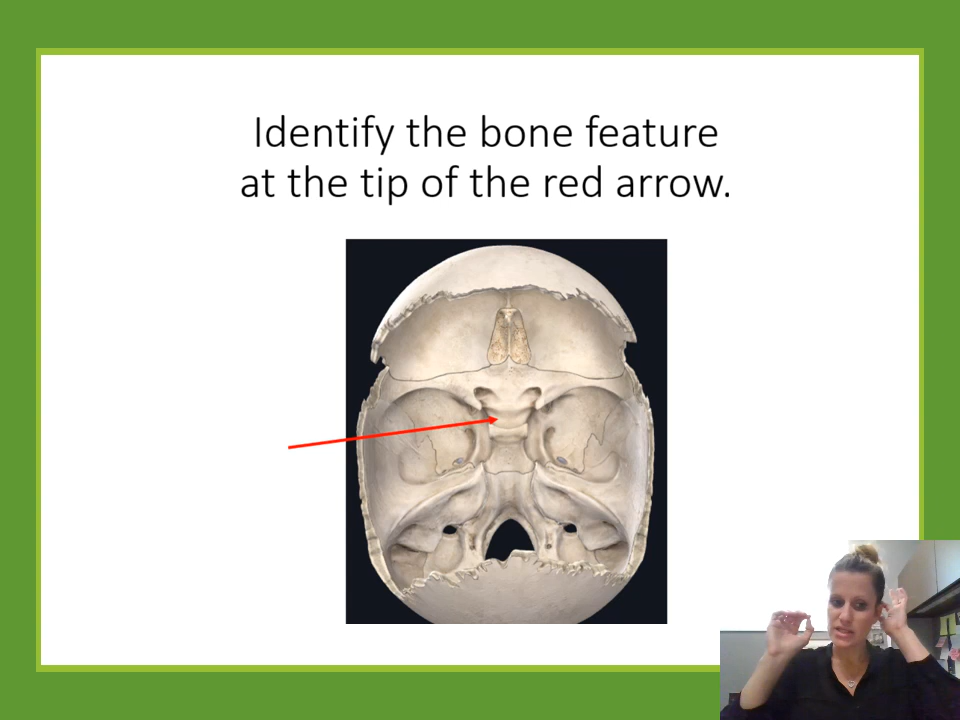 Identify the bone feature
at the tip of the red arrow.